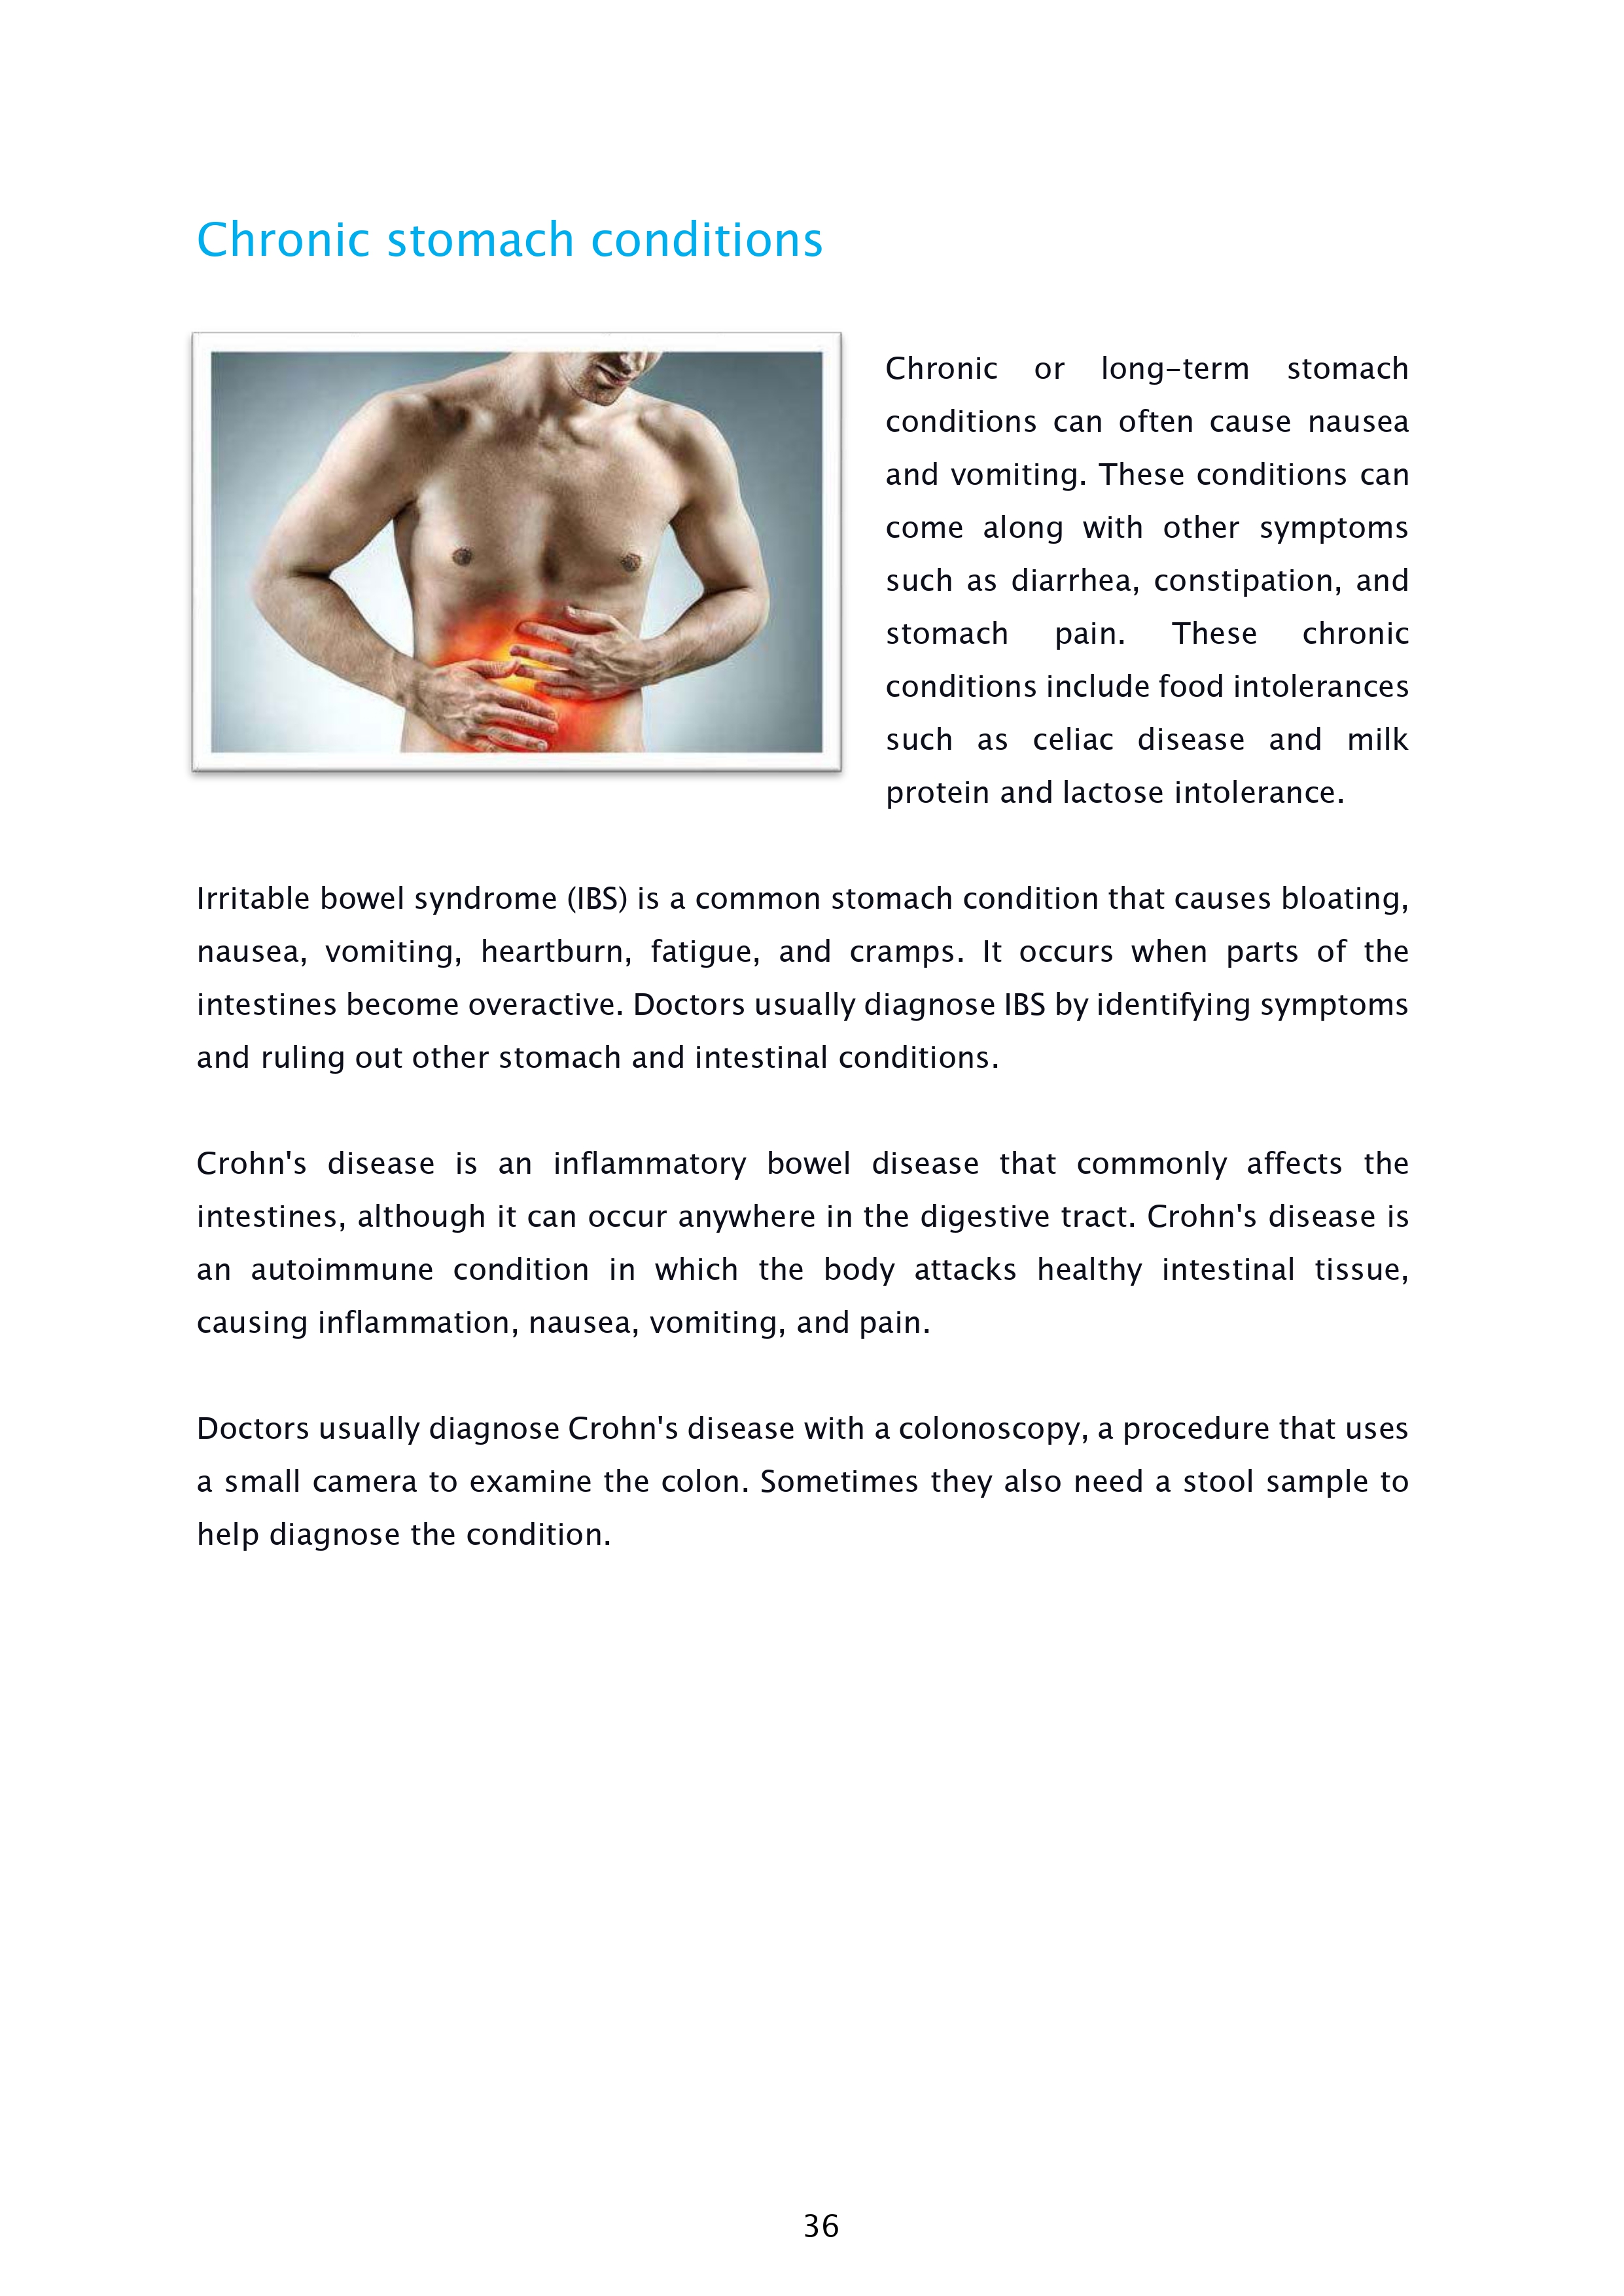 Chronic stomach conditions
Chronic or long-term stomach
conditions can often cause nausea
and vomiting. These conditions can
come along with other symptoms
such as diarrhea, constipation, and
stomach pain. These chronic
conditions include food intolerances
such as celiac disease and milk
protein and lactose intolerance.
Irritable bowel syndrome (IBS) is a common stomach condition that causes bloating,
nausea, vomiting, heartburn, fatigue, and cramps. It occurs when parts of the
intestines become overactive. Doctors usually diagnose IBS by identifying symptoms
and ruling out other stomach and intestinal conditions.
Crohn's disease is an inflammatory bowel disease that commonly affects the
intestines, although it can occur anywhere in the digestive tract. Crohn's disease is
an autoimmune condition in which the body attacks healthy intestinal tissue,
causing inflammation, nausea, vomiting, and pain.
Doctors usually diagnose Crohn's disease with a colonoscopy, a procedure that uses
a small camera to examine the colon. Sometimes they also need a stool sample to
help diagnose the condition.
36